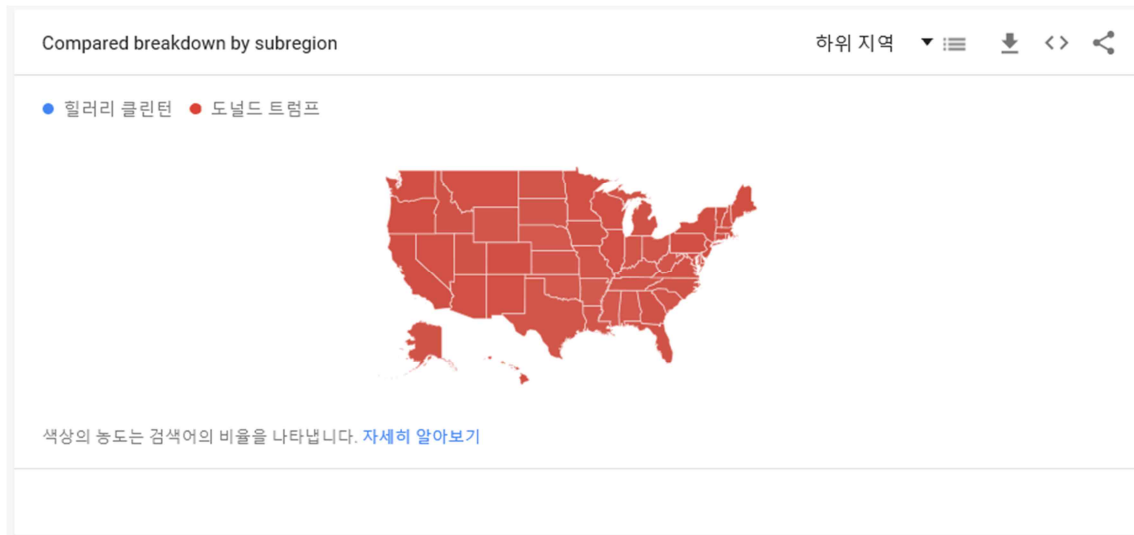 Compared breakdown by subregion 하위 지역
힐러리 클린턴 도널드 트럼프
색상의 농도는 검색어의 비율을 나타냅니다. 자세히 알아보기